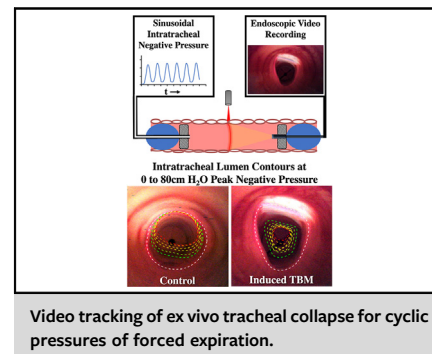 Sinusoidal
Intratracheal
Negative Pressure
t
Endoscopic Video
Recording
Intratracheal Lumen Contours at
0 to 80cm H₂O Peak Negative Pressure
Control
Induced TBM
Video tracking of ex vivo tracheal collapse for cyclic
pressures of forced expiration.